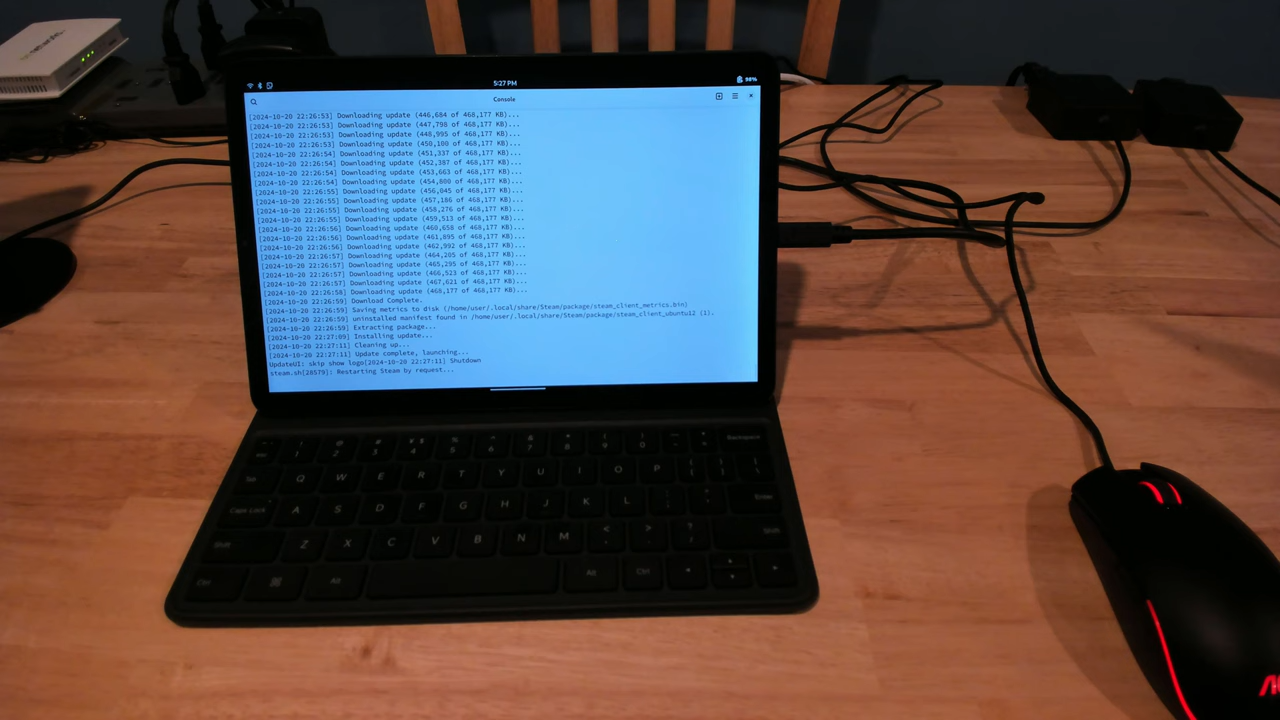 5:27 PM
98%
Console
[2024-10-20 22:26:53] Downloading update (446,684 of 468,177 KB)...
[2024-10-20 22:26:53] Downloading update (447,798 of 468,177 KB)...
[2024-10-20 22:26:53] Downloading update (448,995 of 468,177 KB)...
[2024-10-20 22:26:53] Downloading update (450,100 of 468,177 KB)...
[2024-10-20 22:26:54] Downloading update (451,337 of 468,177 KB)...
[2024-10-20 22:26:54] Downloading update (452,387 of 468,177 KB)...
[2024-10-20 22:26:54] Downloading update (453,663 of 468,177 KB)...
[2024-10-20 22:26:54] Downloading update (454,800 of 468,177 KB)...
[2024-10-20 22:26:55] Downloading update (456,045 of 468,177 KB)...
[2024-10-20 22:26:55] Downloading update (457,186 of 468,177 KB)...
[2024-10-20 22:26:55] Downloading update (458,276 of 468,177 KB)...
[2024-10-20 22:26:55] Downloading update (459,513 of 468,177 KB)...
[2024-10-20 22:26:56] Downloading update (460,658 of 468,177 KB)...
[2024-10-20 22:26:56] Downloading update (461,895 of 468,177 KB)...
[2024-10-20 22:26:56] Downloading update (462,992 of 468,177 KB)...
[2024-10-20 22:26:57] Downloading update (464,205 of 468,177 KB)...
[2024-10-20 22:26:57] Downloading update (465,295 of 468,177 KB)...
[2024-10-20 22:26:57] Downloading update (466,523 of 468,177 KB)...
[2024-10-20 22:26:57] Downloading update (467,621 of 468,177 KB)...
[2024-10-20 22:26:58] Downloading update (468,177 of 468,177 KB)...
[2024-10-20 22:26:59] Download Complete.
[2024-10-20 22:26:59] Saving metrics to disk (/home/user/.local/share/Steam/package/steam_client_metrics.bin)
[2024-10-20 22:26:59] uninstalled manifest found in /home/user/.local/share/Steam/package/steam_client_ubuntu12 (1).
[2024-10-20 22:26:59] Extracting package...
[2024-10-20 22:27:09] Installing update...
[2024-10-20 22:27:11] Cleaning up...
[2024-10-20 22:27:11] Update complete, launching...
UpdateUI: skip show logo[2024-10-20 22:27:11] Shutdown
steam.sh[28579]: Restarting Steam by request...
Esc ! @ # ¥ $ % ^ & * ( ) Backspace
1 2 3 4 5 6 7 8 9 0
Tab Q W E R T Y U I O P { } \
Caps Lock A S D F G H J K L Enter
Shift Z X C V B N M < > ? Shift
Ctrl ⌘ Alt Alt Ctrl